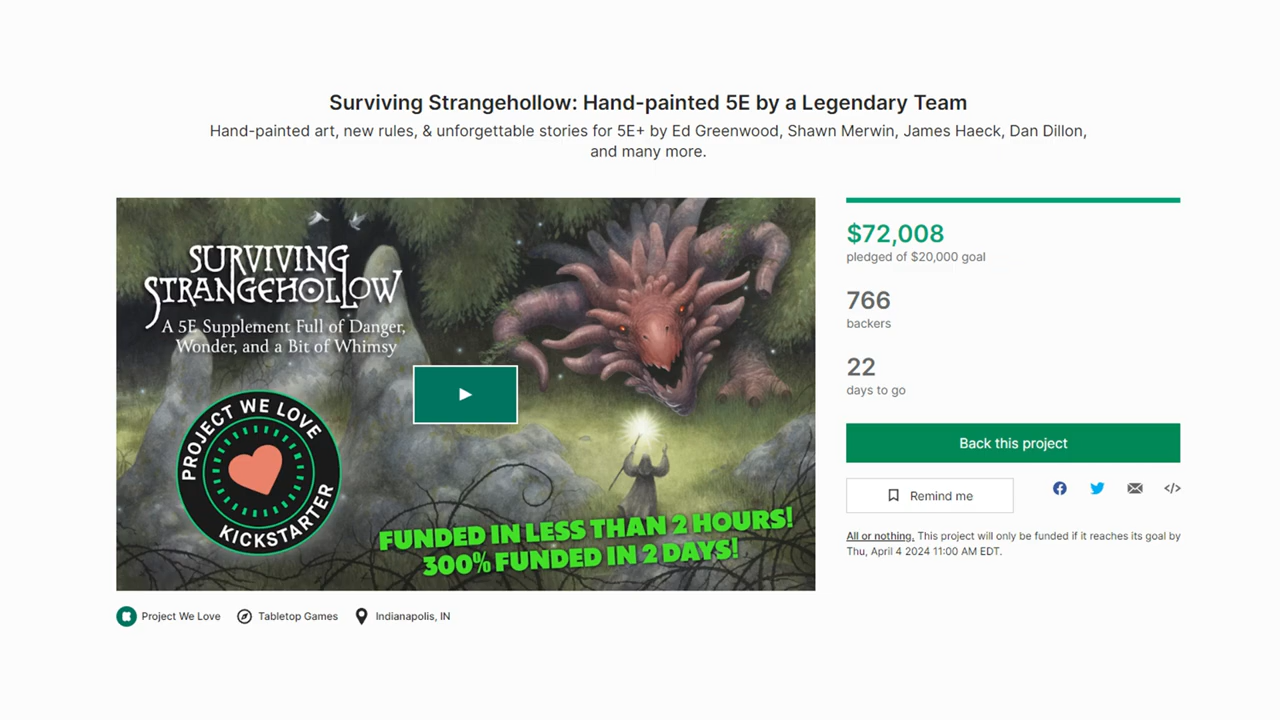 Surviving Strangehollow: Hand-painted 5E by a Legendary Team
Hand-painted art, new rules, & unforgettable stories for 5E+ by Ed Greenwood, Shawn Merwin, James Haeck, Dan Dillon,
and many more.
SURVIVING
STRANGEHOLLOW
A 5E Supplement Full of Danger,
Wonder, and a Bit of Whimsy
PROJECT WE LOVE
KICKSTARTER
FUNDED IN LESS THAN 2 HOURS!
300% FUNDED IN 2 DAYS!
Project We Love
Tabletop Games
Indianapolis, IN
$72,008
pledged of $20,000 goal
766
backers
22
days to go
Back this project
Remind me
All or nothing. This project will only be funded if it reaches its goal by
Thu, April 4 2024 11:00 AM EDT.